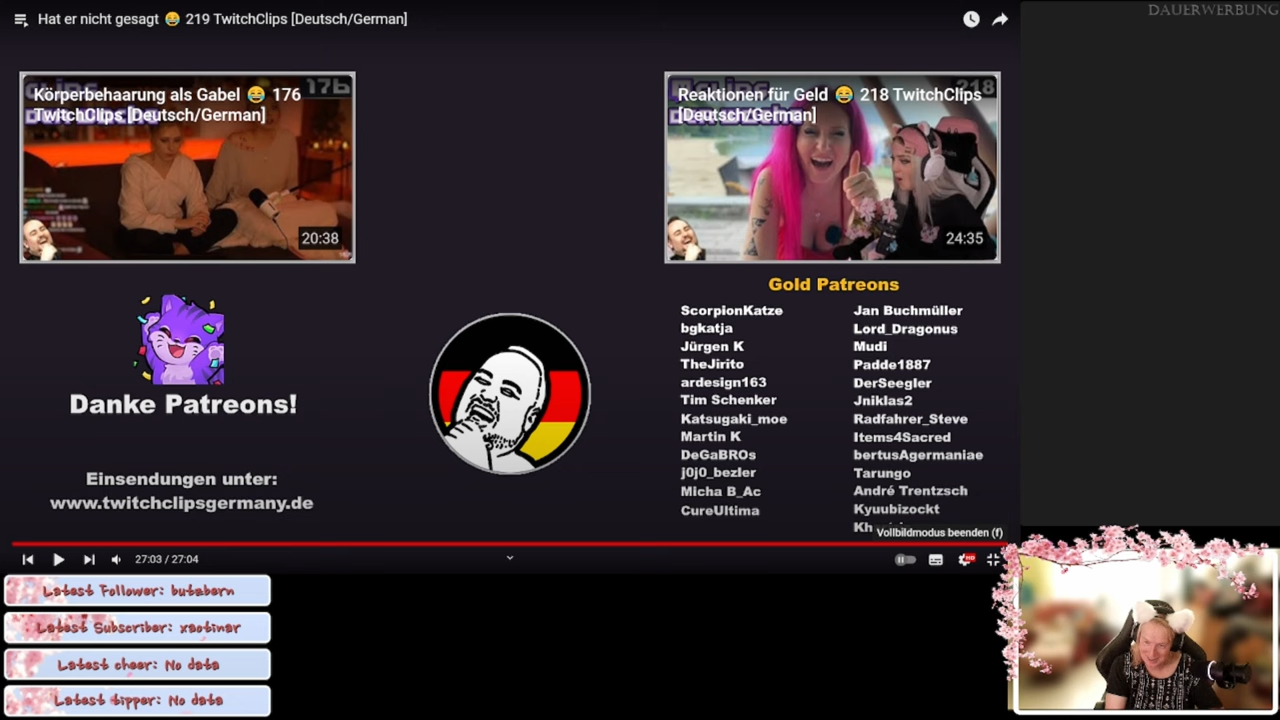 Hat er nicht gesagt 😂 219 TwitchClips [Deutsch/German]
DAUERWERBUNG
Körperbehaarung als Gabel 😂 176
TwitchClips [Deutsch/German]
176
20:38
Reaktionen für Geld 😂 218 TwitchClips
[Deutsch/German]
218
24:35
Danke Patreons!
Einsendungen unter:
www.twitchclipsgermany.de
Gold Patreons
ScorpionKatze
bgkatja
Jürgen K
TheJirito
ardesign163
Tim Schenker
Katsugaki_moe
Martin K
DeGaBROs
j0j0_bezler
Micha B_Ac
CureUltima
Jan Buchmüller
Lord_Dragonus
Mudi
Padde1887
DerSeegler
Jniklas2
Radfahrer_Steve
Items4Sacred
bertusAgermaniae
Tarungo
André Trentzsch
Kyuubizockt
Vollbildmodus beenden (f)
27:03 / 27:04
HD
Latest Follower: butabern
Latest Subscriber: xaotinar
Latest cheer: No data
Latest tipper: No data